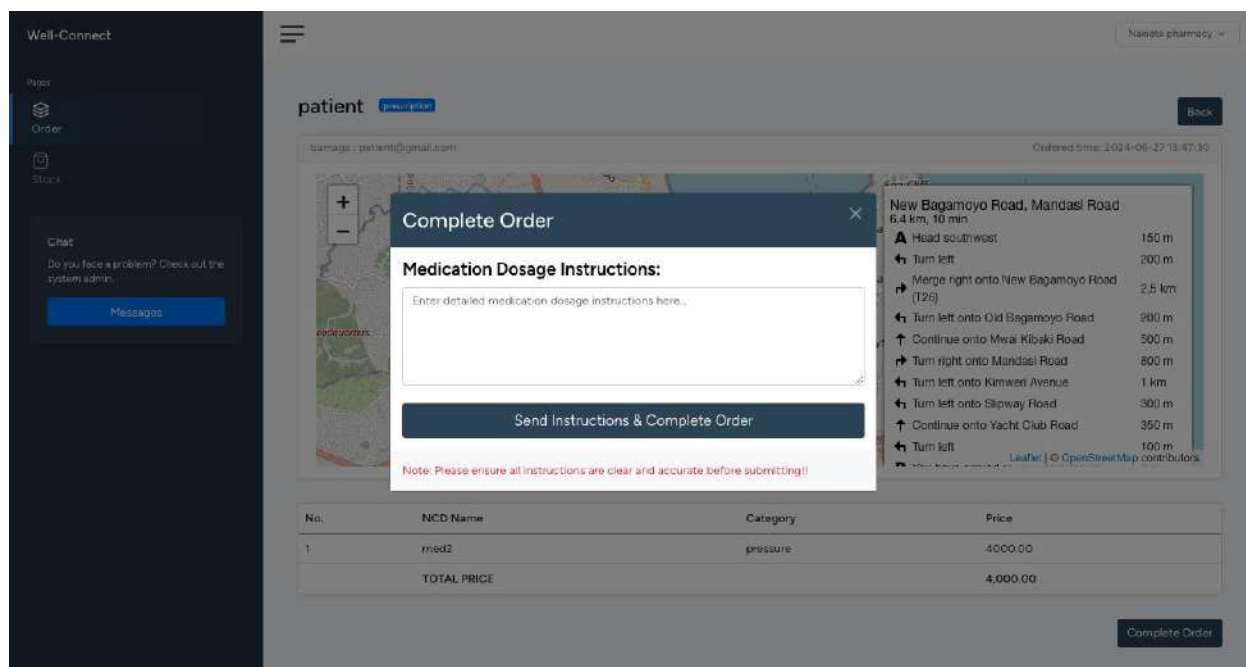 Well-Connect
Pages
Order
Stock
Chat
Do you face a problem? Check out the
system admin.
Messages
pharmacy
patient
prescription
Back
patient@gmail.com
Ordered time: 2024-06-27 13:47:30
+
−
Complete Order
×
Medication Dosage Instructions:
Enter detailed medication dosage instructions here...
Send Instructions & Complete Order
Note: Please ensure all instructions are clear and accurate before submitting!!
New Bagamoyo Road, Mandasi Road
6.4 km, 10 min
Head southwest 150 m
Turn left 200 m
Merge right onto New Bagamoyo Road
(T26) 2,5 km
Turn left onto Old Bagamoyo Road 200 m
Continue onto Mwai Kibaki Road 500 m
Turn right onto Mandasi Road 800 m
Turn left onto Kimweri Avenue 1 km
Turn left onto Slipway Road 300 m
Continue onto Yacht Club Road 350 m
Turn left 100 m
Leaflet | © OpenStreetMap contributors
No. NCD Name Category Price
1 med2 pressure 4000.00
TOTAL PRICE 4,000.00
Complete Order